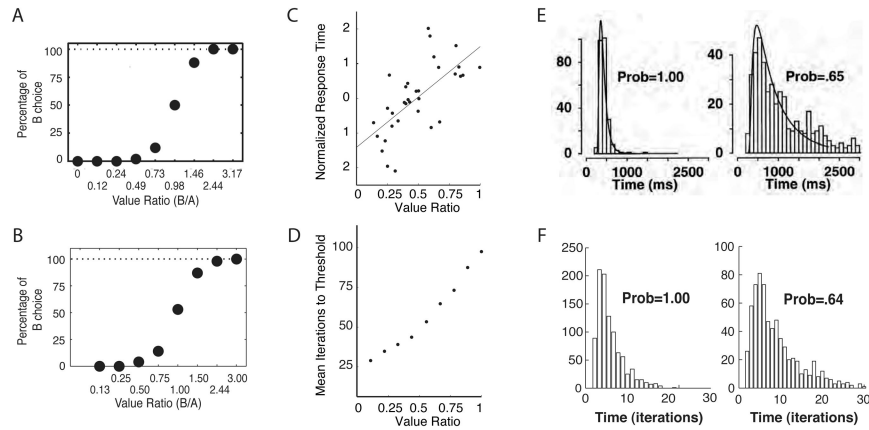 A
Percentage of
B choice
100
75
50
25
0
0 0.24 0.73 1.46 3.17
0.12 0.49 0.98 2.44
Value Ratio (B/A)
B
Percentage of
B choice
100
75
50
25
0
0.25 0.75 1.50 3.00
0.13 0.50 1.00 2.44
Value Ratio (B/A)
C
Normalized Response Time
2
1
0
1
2
0 0.25 0.5 0.75 1
Value Ratio
D
Mean Iterations to Threshold
100
75
50
25
0 0.25 0.5 0.75 1
Value Ratio
E
80
40
0
Prob=1.00
1000 2500
Time (ms)
40
20
0
Prob=.65
1000 2500
Time (ms)
F
250
200
150
100
50
0
Prob=1.00
0 10 20 30
Time (iterations)
100
80
60
40
20
0
Prob=.64
0 10 20 30
Time (iterations)